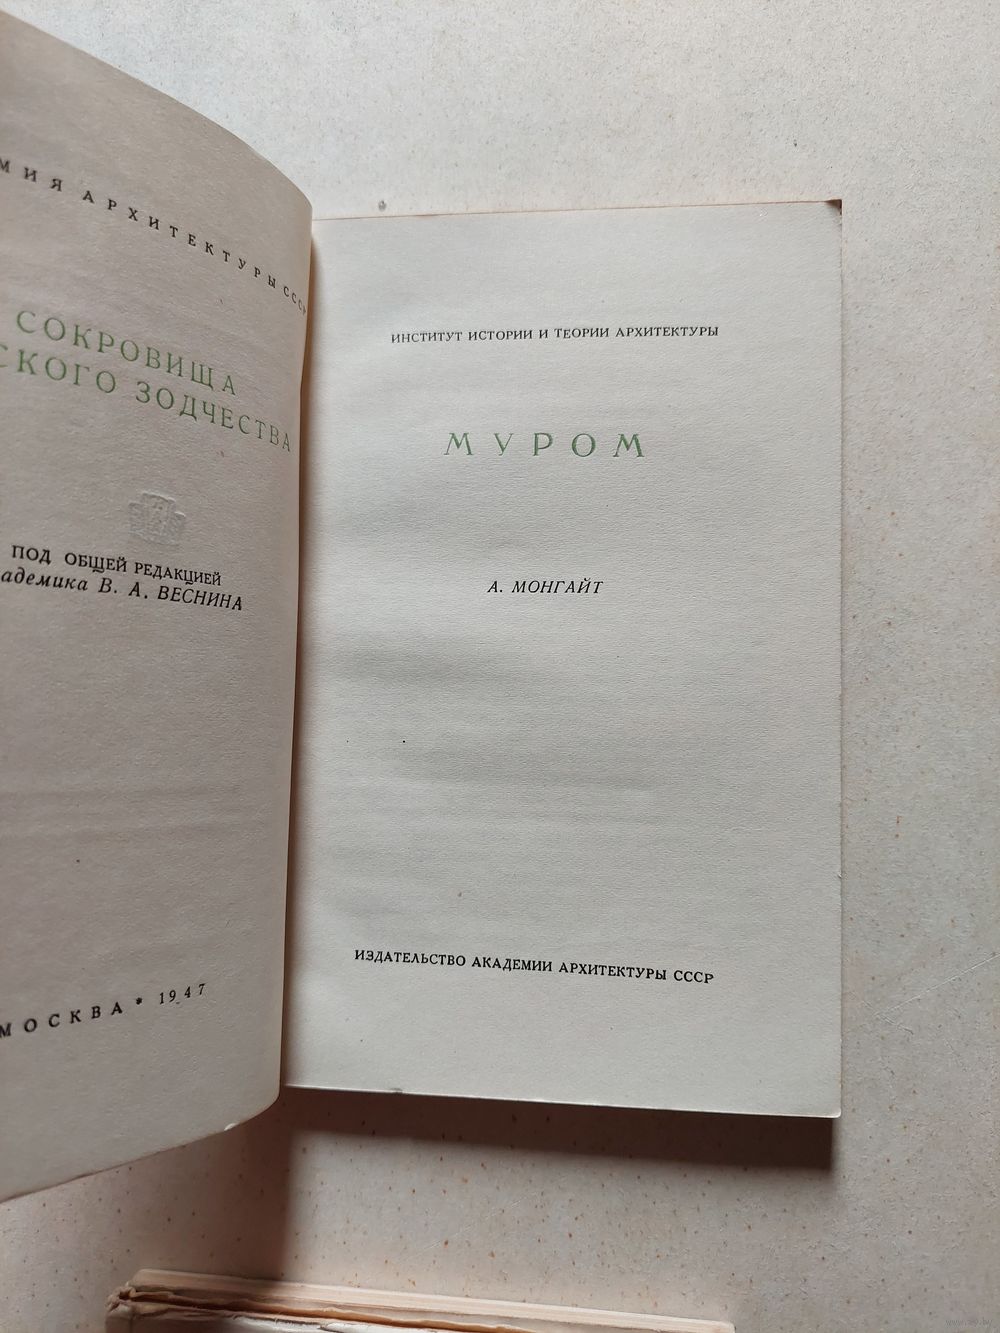 МИЯ АРХИТЕКТУРЫ СССР
СОКРОВИЩА
СКОГО ЗОДЧЕСТВА
ПОД ОБЩЕЙ РЕДАКЦИЕЙ
адемика В. А. ВЕСНИНА
МОСКВА * 1947
ИНСТИТУТ ИСТОРИИ И ТЕОРИИ АРХИТЕКТУРЫ
МУРОМ
А. МОНГАЙТ
ИЗДАТЕЛЬСТВО АКАДЕМИИ АРХИТЕКТУРЫ СССР